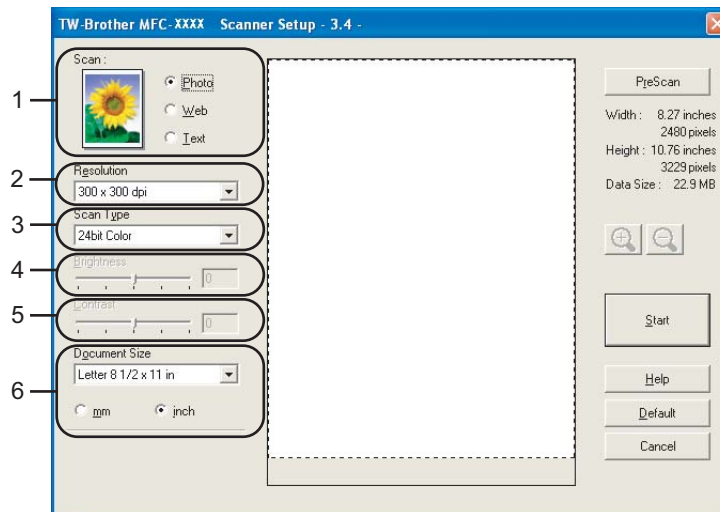 TW-Brother MFC-XXXX Scanner Setup - 3.4 -
1
Scan :
Photo
Web
Text
2
Resolution
300 x 300 dpi
3
Scan Type
24bit Color
4
Brightness
0
5
Contrast
0
6
Document Size
Letter 8 1/2 x 11 in
mm
inch
PreScan
Width : 8.27 inches
2480 pixels
Height : 10.76 inches
3229 pixels
Data Size : 22.9 MB
Start
Help
Default
Cancel